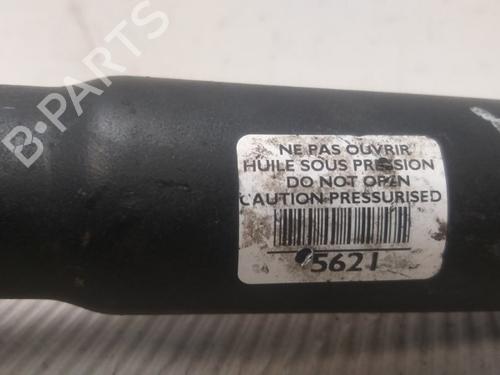 B-PARTS
NE PAS OUVRIR
HUILE SOUS PRESSION
DO NOT OPEN
CAUTION PRESSURISED
5621